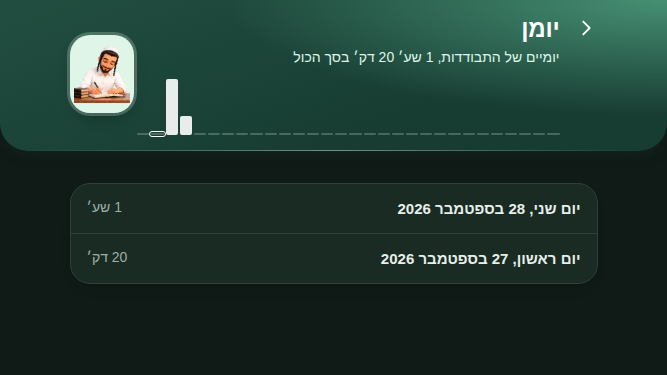 יומן
יומיים של התבודדות, 1 שע׳ 20 דק׳ בסך הכול
יום שני, 28 בספטמבר 2026
1 שע׳
יום ראשון, 27 בספטמבר 2026
20 דק׳